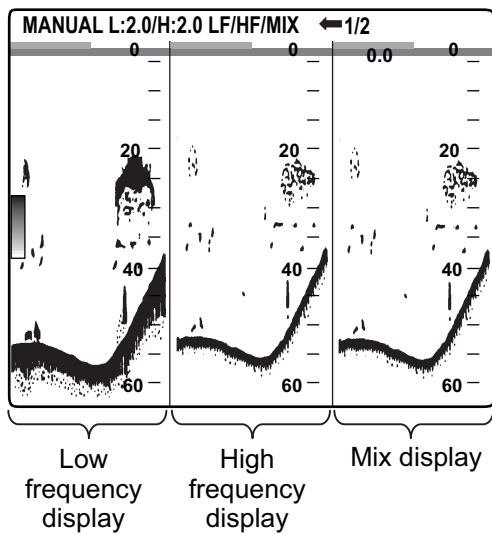 MANUAL L:2.0/H:2.0 LF/HF/MIX ⬅1/2
0 0 0.0 0
20 20 20
40 40 40
60 60 60
Low frequency display
High frequency display
Mix display